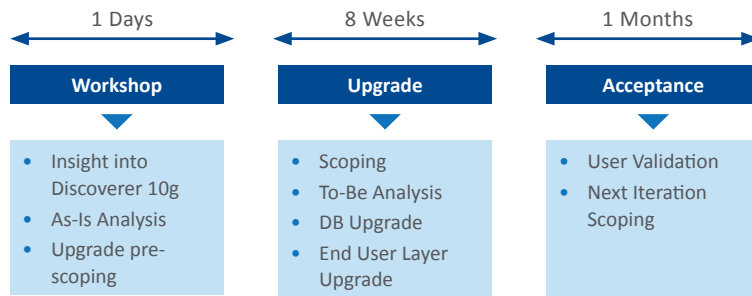 1 Days
8 Weeks
1 Months
Workshop
Upgrade
Acceptance
• Insight into
Discoverer 10g
• As-Is Analysis
• Upgrade pre-
scoping
• Scoping
• To-Be Analysis
• DB Upgrade
• End User Layer
Upgrade
• User Validation
• Next Iteration
Scoping